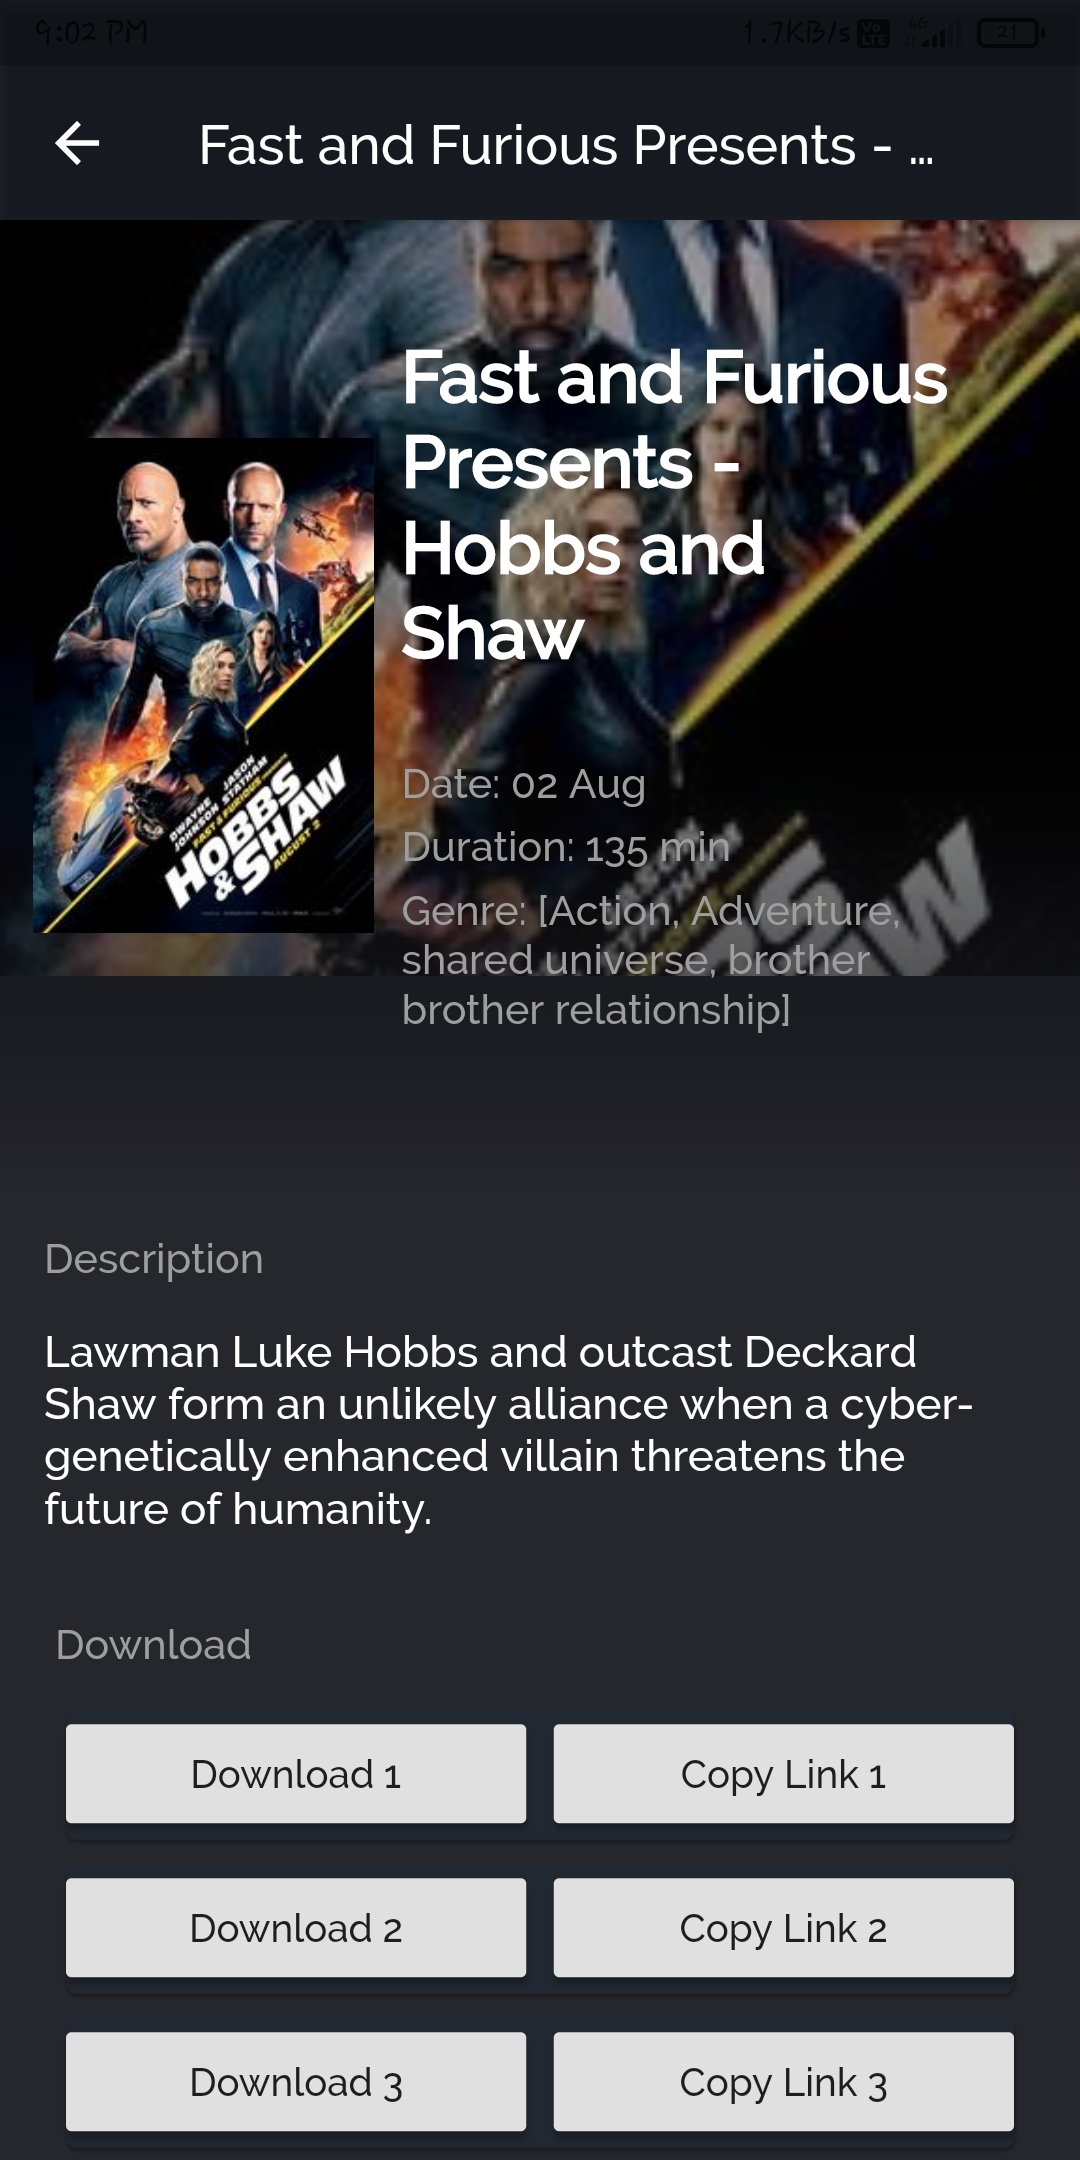 9:02 PM
1.7KB/s Vo LTE 4G 21
Fast and Furious Presents - ...
Fast and Furious
Presents -
Hobbs and
Shaw
DWAYNE JOHNSON JASON STATHAM
FAST & FURIOUS PRESENTS
HOBBS
& SHAW
AUGUST 2
Date: 02 Aug
Duration: 135 min
Genre: [Action, Adventure,
shared universe, brother
brother relationship]
Description
Lawman Luke Hobbs and outcast Deckard
Shaw form an unlikely alliance when a cyber-
genetically enhanced villain threatens the
future of humanity.
Download
Download 1
Copy Link 1
Download 2
Copy Link 2
Download 3
Copy Link 3